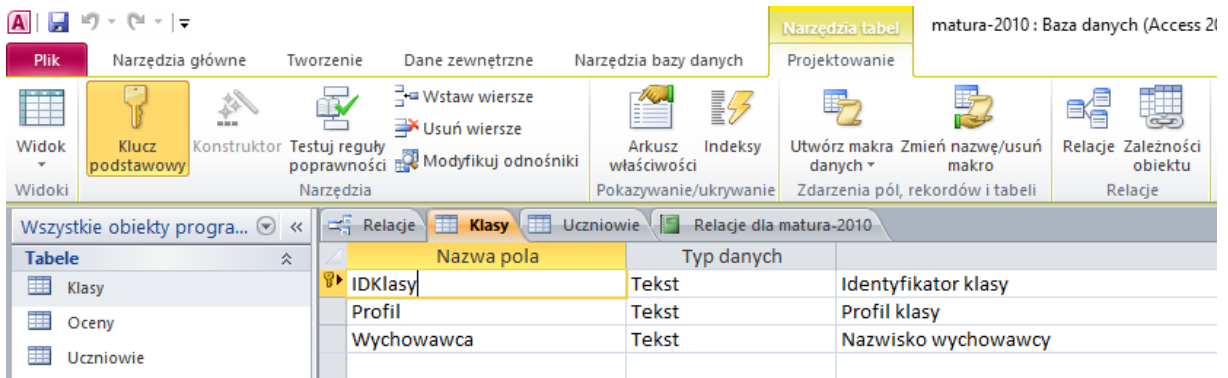 A
Narzędzia tabel matura-2010 : Baza danych (Access 20
Plik Narzędzia główne Tworzenie Dane zewnętrzne Narzędzia bazy danych Projektowanie
Wstaw wiersze
Usuń wiersze
Modyfikuj odnośniki
Widok Klucz podstawowy Konstruktor Testuj reguły poprawności Arkusz właściwości Indeksy Utwórz makra danych Zmień nazwę/usuń makro Relacje Zależności obiektu
Widoki Narzędzia Pokazywanie/ukrywanie Zdarzenia pól, rekordów i tabeli Relacje
Wszystkie obiekty progra... « Relacje Klasy Uczniowie Relacje dla matura-2010
Tabele Nazwa pola Typ danych
Klasy IDKlasy Tekst Identyfikator klasy
Oceny Profil Tekst Profil klasy
Uczniowie Wychowawca Tekst Nazwisko wychowawcy